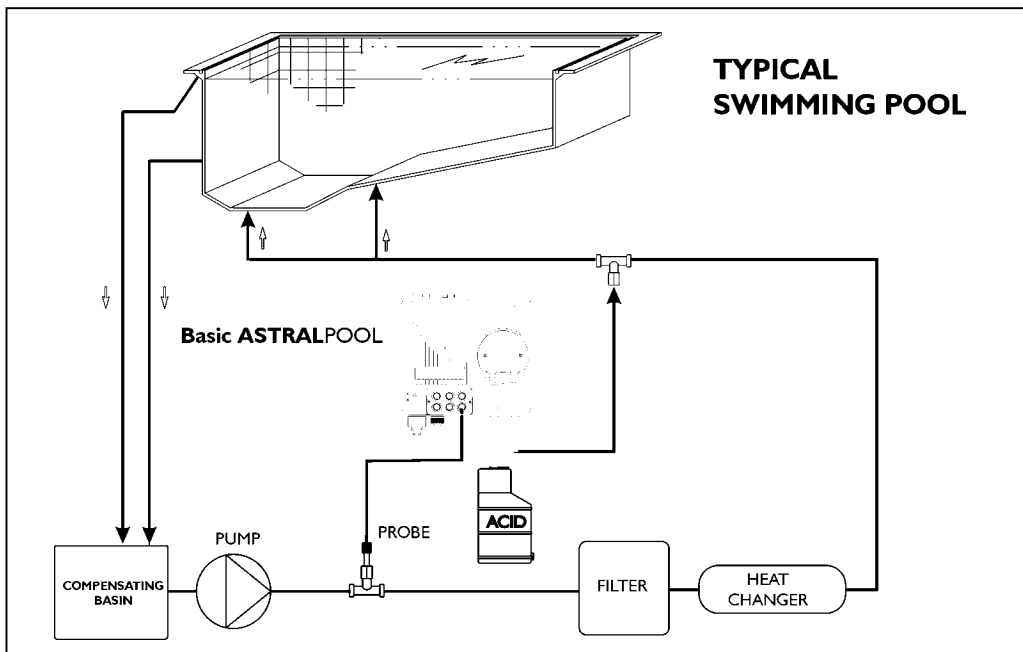 TYPICAL
SWIMMING POOL
Basic ASTRALPOOL
ACID
PROBE
PUMP
COMPENSATING
BASIN
FILTER
HEAT
CHANGER